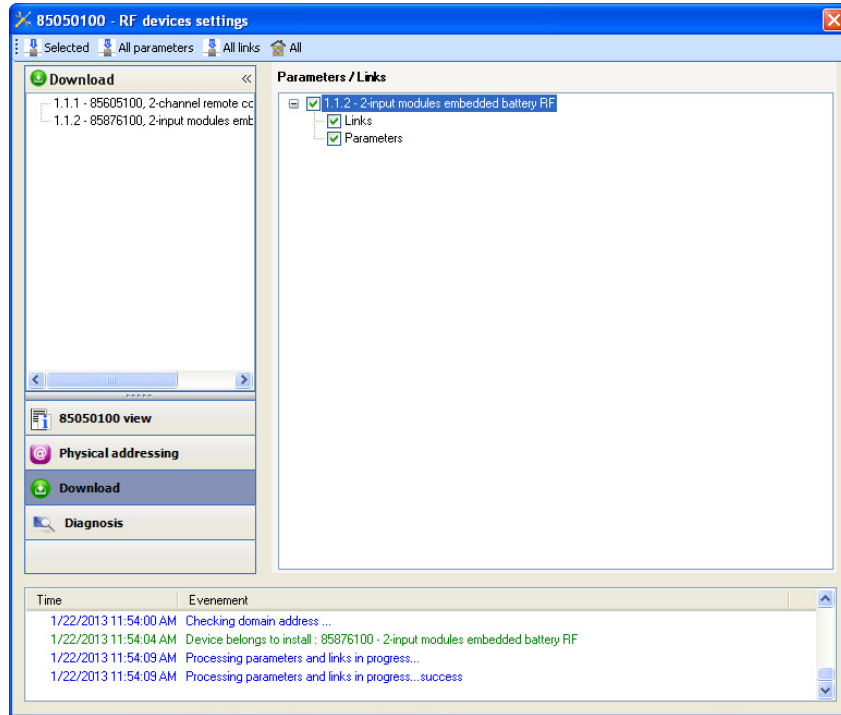 85050100 - RF devices settings
Selected All parameters All links All
Download
1.1.1 - 85605100, 2-channel remote cc
1.1.2 - 85876100, 2-input modules emb
85050100 view
Physical addressing
Download
Diagnosis
Parameters / Links
1.1.2 - 2-input modules embedded battery RF
Links
Parameters
Time Evenement
1/22/2013 11:54:00 AM Checking domain address ...
1/22/2013 11:54:04 AM Device belongs to install : 85876100 - 2-input modules embedded battery RF
1/22/2013 11:54:09 AM Processing parameters and links in progress...
1/22/2013 11:54:09 AM Processing parameters and links in progress...success